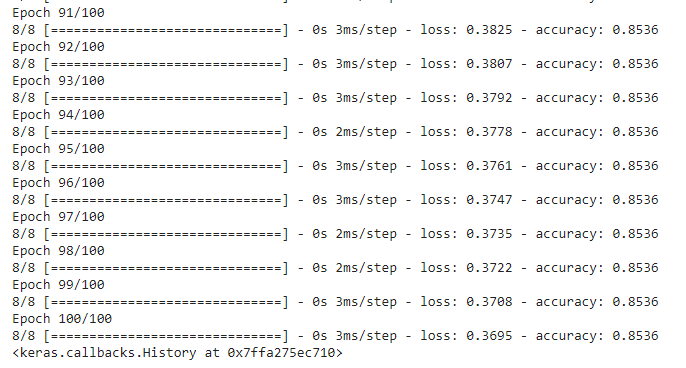 Epoch 91/100
8/8 [==============================] - 0s 3ms/step - loss: 0.3825 - accuracy: 0.8536
Epoch 92/100
8/8 [==============================] - 0s 3ms/step - loss: 0.3807 - accuracy: 0.8536
Epoch 93/100
8/8 [==============================] - 0s 3ms/step - loss: 0.3792 - accuracy: 0.8536
Epoch 94/100
8/8 [==============================] - 0s 2ms/step - loss: 0.3778 - accuracy: 0.8536
Epoch 95/100
8/8 [==============================] - 0s 3ms/step - loss: 0.3761 - accuracy: 0.8536
Epoch 96/100
8/8 [==============================] - 0s 3ms/step - loss: 0.3747 - accuracy: 0.8536
Epoch 97/100
8/8 [==============================] - 0s 2ms/step - loss: 0.3735 - accuracy: 0.8536
Epoch 98/100
8/8 [==============================] - 0s 2ms/step - loss: 0.3722 - accuracy: 0.8536
Epoch 99/100
8/8 [==============================] - 0s 3ms/step - loss: 0.3708 - accuracy: 0.8536
Epoch 100/100
8/8 [==============================] - 0s 3ms/step - loss: 0.3695 - accuracy: 0.8536
<keras.callbacks.History at 0x7ffa275ec710>